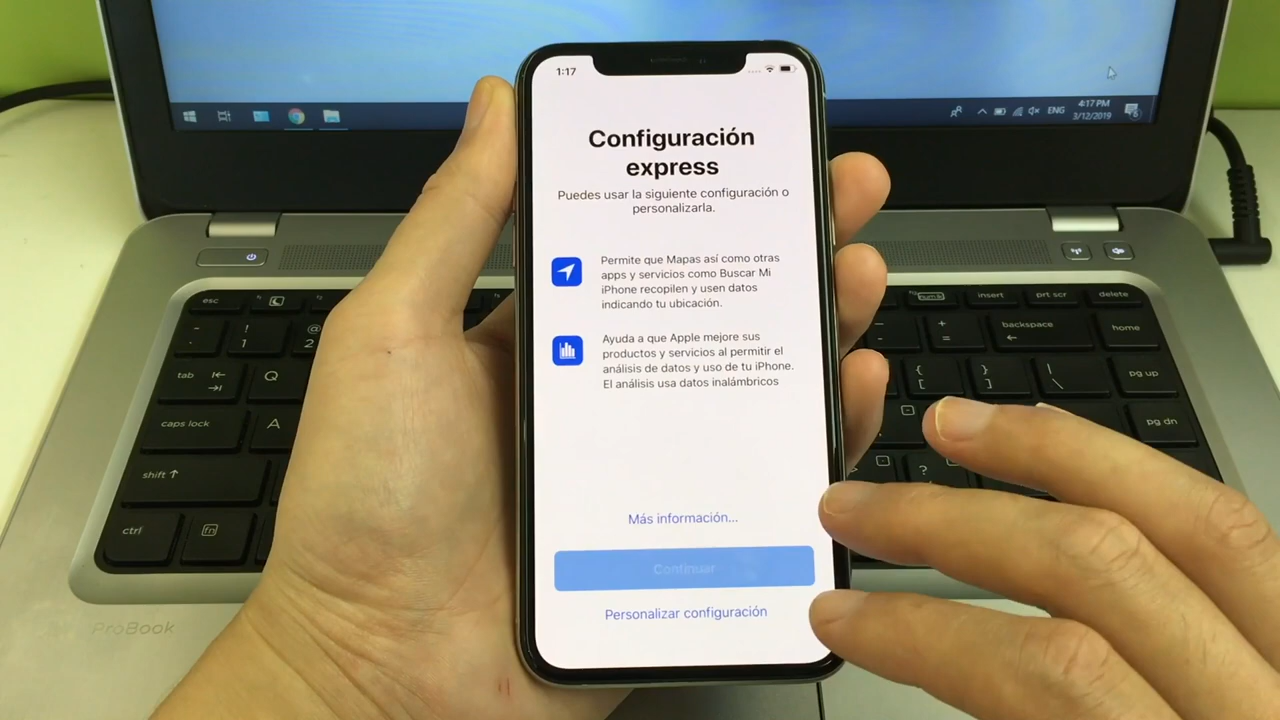 1:17
Configuración
express
Puedes usar la siguiente configuración o
personalizarla.
Permite que Mapas así como otras
apps y servicios como Buscar Mi
iPhone recopilen y usen datos
indicando tu ubicación.
Ayuda a que Apple mejore sus
productos y servicios al permitir el
análisis de datos y uso de tu iPhone.
El análisis usa datos inalámbricos
Más información...
Continuar
Personalizar configuración
ENG
4:17 PM
3/12/2019
esc
insert
prt scr
delete
num lk
backspace
home
tab
Q
pg up
caps lock
A
pg dn
shift
ctrl
fn
ProBook